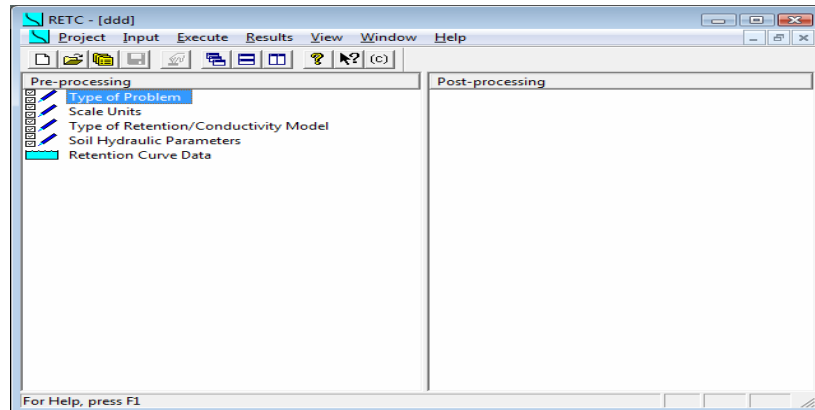 RETC - [ddd]
Project Input Execute Results View Window Help
? ? (c)
Pre-processing
Type of Problem
Scale Units
Type of Retention/Conductivity Model
Soil Hydraulic Parameters
Retention Curve Data
Post-processing
For Help, press F1